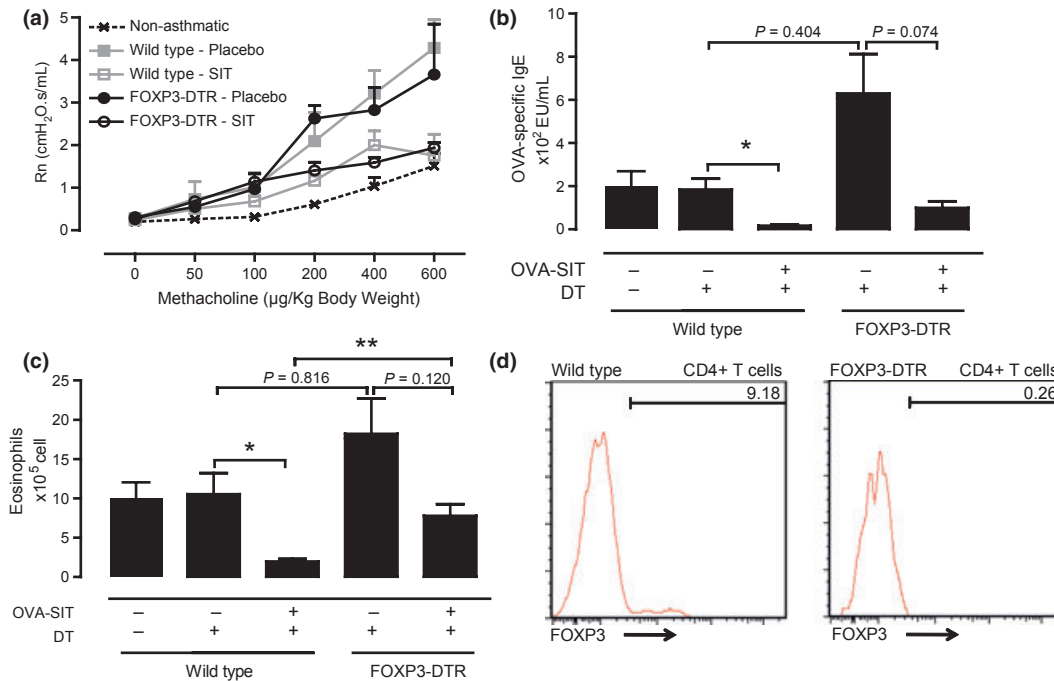 (a)
Non-asthmatic
Wild type - Placebo
Wild type - SIT
FOXP3-DTR - Placebo
FOXP3-DTR - SIT
Rn (cmH2O.s/mL)
5
4
3
2
1
0
0 50 100 200 400 600
Methacholine (µg/Kg Body Weight)
(b)
OVA-specific IgE
x10² EU/mL
10
8
6
4
2
0
P = 0.404
P = 0.074
*
OVA-SIT – – + – +
DT – + + + +
Wild type FOXP3-DTR
(c)
Eosinophils
x10⁵ cell
25
20
15
10
5
0
**
P = 0.816
P = 0.120
*
OVA-SIT – – + – +
DT – + + + +
Wild type FOXP3-DTR
(d)
Wild type CD4+ T cells
9.18
FOXP3
FOXP3-DTR CD4+ T cells
0.26
FOXP3